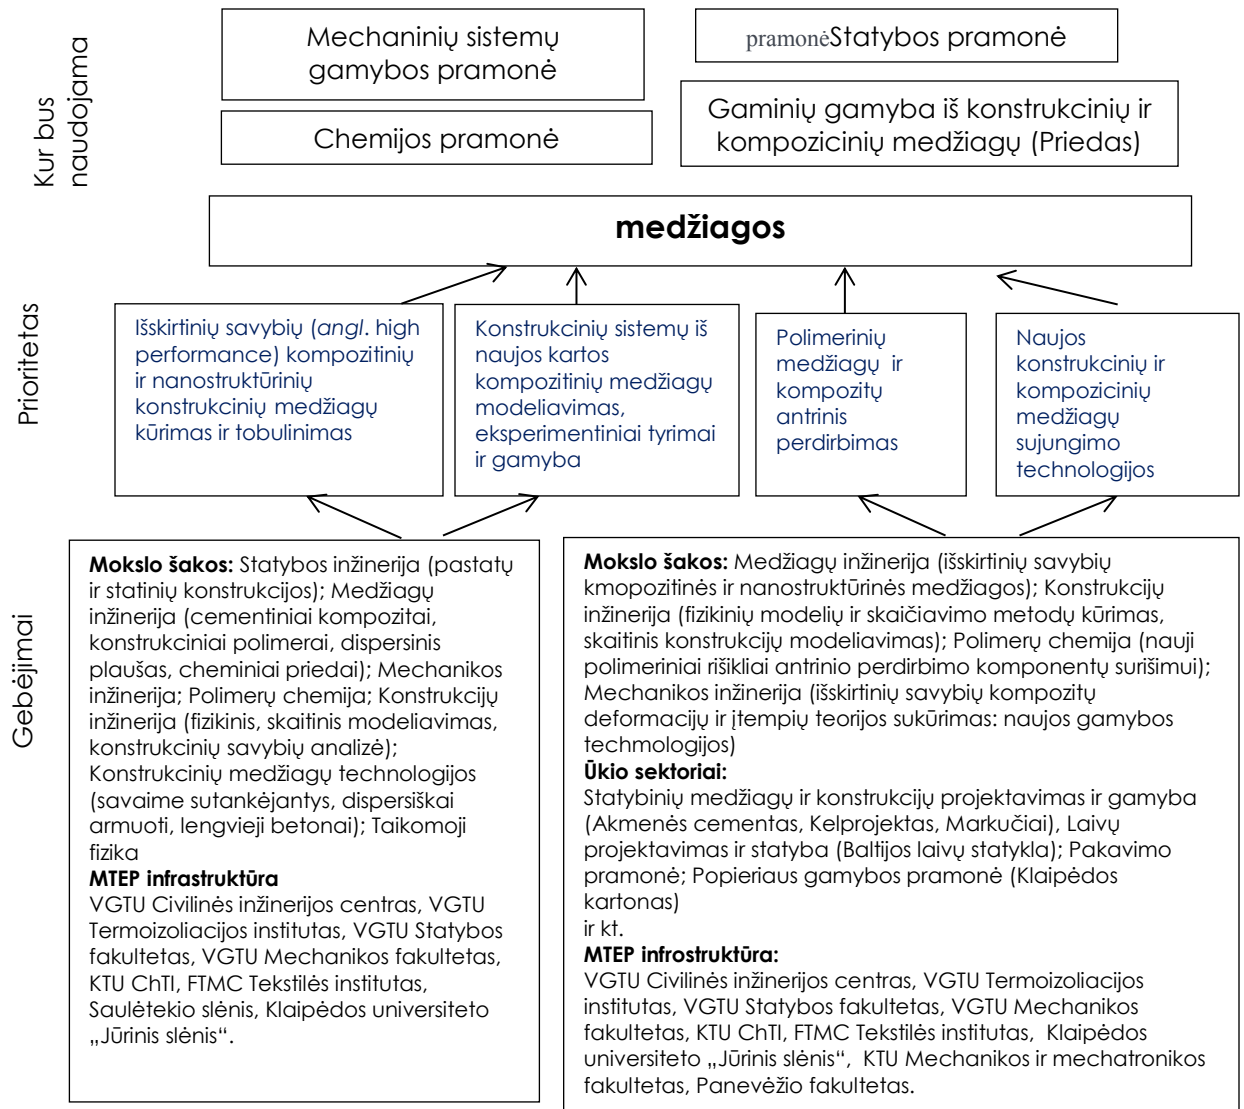 Kur bus
naudojama
Mechaninių sistemų
gamybos pramonė
pramonėStatybos pramonė
Chemijos pramonė
Gaminių gamyba iš konstrukcinių ir
kompozicinių medžiagų (Priedas)
medžiagos
Prioritetas
Išskirtinių savybių (angl. high
performance) kompozitinių
ir nanostruktūrinių
konstrukcinių medžiagų
kūrimas ir tobulinimas
Konstrukcinių sistemų iš
naujos kartos
kompozitinių medžiagų
modeliavimas,
eksperimentiniai tyrimai
ir gamyba
Polimerinių
medžiagų ir
kompozitų
antrinis
perdirbimas
Naujos
konstrukcinių ir
kompozicinių
medžiagų
sujungimo
technologijos
Gebėjimai
Mokslo šakos: Statybos inžinerija (pastatų
ir statinių konstrukcijos); Medžiagų
inžinerija (cementiniai kompozitai,
konstrukciniai polimerai, dispersinis
plaušas, cheminiai priedai); Mechanikos
inžinerija; Polimerų chemija; Konstrukcijų
inžinerija (fizikinis, skaitinis modeliavimas,
konstrukcinių savybių analizė);
Konstrukcinių medžiagų technologijos
(savaime sutankėjantys, dispersiškai
armuoti, lengvieji betonai); Taikomoji
fizika
MTEP infrastruktūra
VGTU Civilinės inžinerijos centras, VGTU
Termoizoliacijos institutas, VGTU Statybos
fakultetas, VGTU Mechanikos fakultetas,
KTU ChTI, FTMC Tekstilės institutas,
Saulėtekio slėnis, Klaipėdos universiteto
„Jūrinis slėnis“.
Mokslo šakos: Medžiagų inžinerija (išskirtinių savybių
kmopozitinės ir nanostruktūrinės medžiagos); Konstrukcijų
inžinerija (fizikinių modelių ir skaičiavimo metodų kūrimas,
skaitinis konstrukcijų modeliavimas); Polimerų chemija (nauji
polimeriniai rišikliai antrinio perdirbimo komponentų surišimui);
Mechanikos inžinerija (išskirtinių savybių kompozitų
deformacijų ir įtempių teorijos sukūrimas: naujos gamybos
techmologijos)
Ūkio sektoriai:
Statybinių medžiagų ir konstrukcijų projektavimas ir gamyba
(Akmenės cementas, Kelprojektas, Markučiai), Laivų
projektavimas ir statyba (Baltijos laivų statykla); Pakavimo
pramonė; Popieriaus gamybos pramonė (Klaipėdos
kartonas)
ir kt.
MTEP infrostruktūra:
VGTU Civilinės inžinerijos centras, VGTU Termoizoliacijos
institutas, VGTU Statybos fakultetas, VGTU Mechanikos
fakultetas, KTU ChTI, FTMC Tekstilės institutas, Klaipėdos
universiteto „Jūrinis slėnis“, KTU Mechanikos ir mechatronikos
fakultetas, Panevėžio fakultetas.